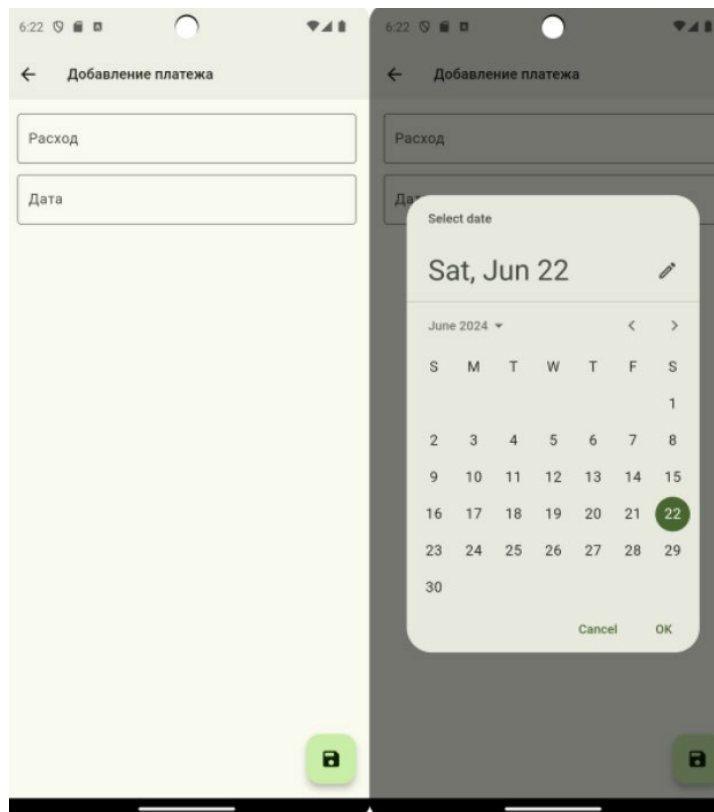 6:22
Добавление платежа
Расход
Дата
6:22
Добавление платежа
Расход
Select date
Sat, Jun 22
June 2024
S M T W T F S
1
2 3 4 5 6 7 8
9 10 11 12 13 14 15
16 17 18 19 20 21 22
23 24 25 26 27 28 29
30
Cancel OK